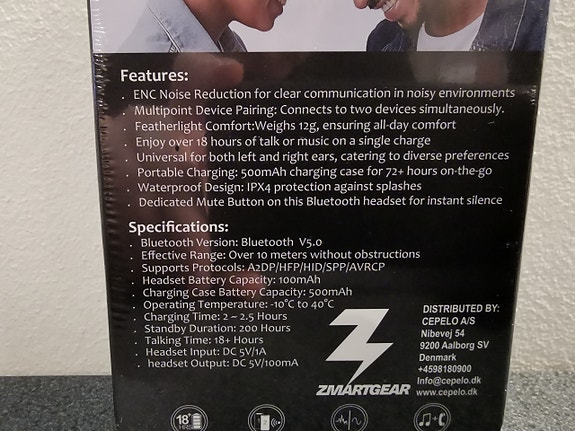 Features:
. ENC Noise Reduction for clear communication in noisy environments
Multipoint Device Pairing: Connects to two devices simultaneously.
. Featherlight Comfort:Weighs 12g, ensuring all-day comfort
. Enjoy over 18 hours of talk or music on a single charge
. Universal for both left and right ears, catering to diverse preferences
. Portable Charging: 500mAh charging case for 72+ hours on-the-go
. Waterproof Design: IPX4 protection against splashes
. Dedicated Mute Button on this Bluetooth headset for instant silence
Specifications:
. Bluetooth Version: Bluetooth V5.0
. Effective Range: Over 10 meters without obstructions
. Supports Protocols: A2DP/HFP/HID/SPP/AVRCP
. Headset Battery Capacity: 100mAh
. Charging Case Battery Capacity: 500mAh
. Operating Temperature: -10°C to 40°C
. Charging Time: 2 ~ 2.5 Hours
. Standby Duration: 200 Hours
. Talking Time: 18+ Hours
. Headset Input: DC 5V/1A
. headset Output: DC 5V/100mA
ZMARTGEAR
DISTRIBUTED BY:
CEPELO A/S
Nibevej 54
9200 Aalborg SV
Denmark
+4598180900
Info@cepelo.dk
www.cepelo.dk
18+
HRS